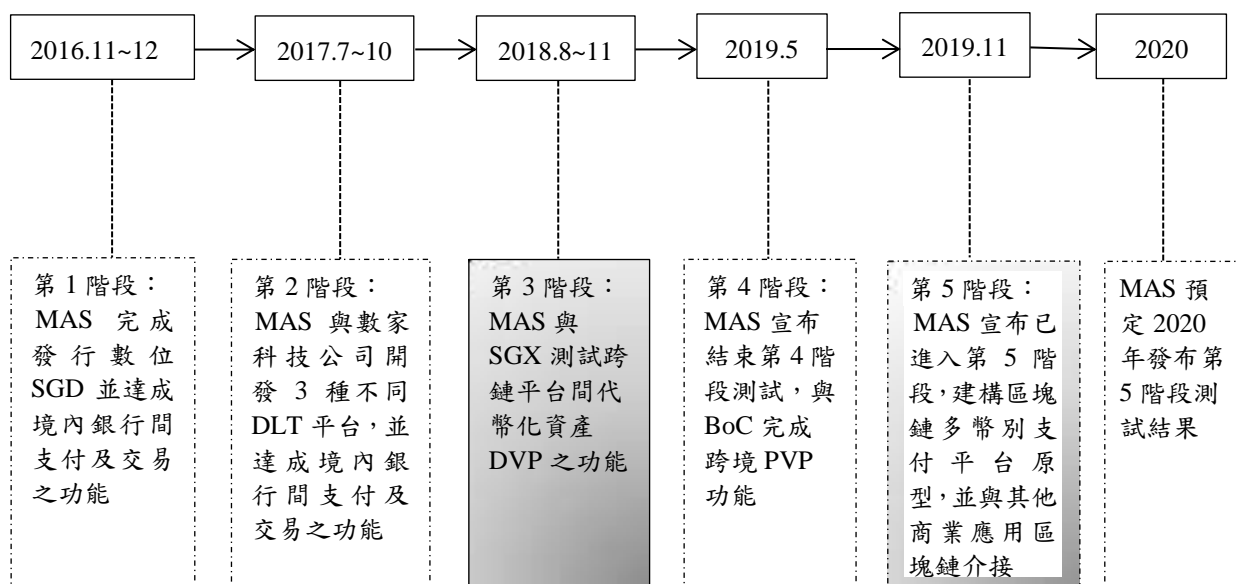 2016.11~12
2017.7~10
2018.8~11
2019.5
2019.11
2020
第 1 階段：
MAS 完成
發行數位
SGD 並達成
境內銀行間
支付及交易
之功能
第 2 階段：
MAS 與數家
科技公司開
發 3 種不同
DLT 平台，並
達成境內銀
行間支付及
交易之功能
第 3 階段：
MAS 與
SGX 測試跨
鏈平台間代
幣化資產
DVP 之功能
第 4 階段：
MAS 宣布
結束第 4 階
段測試，與
BoC 完成
跨境 PVP
功能
第 5 階段：
MAS 宣布已
進入第 5 階
段，建構區塊
鏈多幣別支
付平台原
型，並與其他
商業應用區
塊鏈介接
MAS 預
定 2020
年發布第
5 階段測
試結果